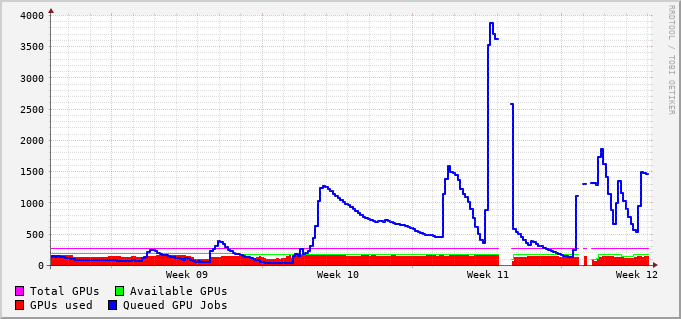 4000
3500
3000
2500
2000
1500
1000
500
0
Week 09 Week 10 Week 11 Week 12
Total GPUs Available GPUs
GPUs used Queued GPU Jobs
RRDTOOL / TOBI OETIKER